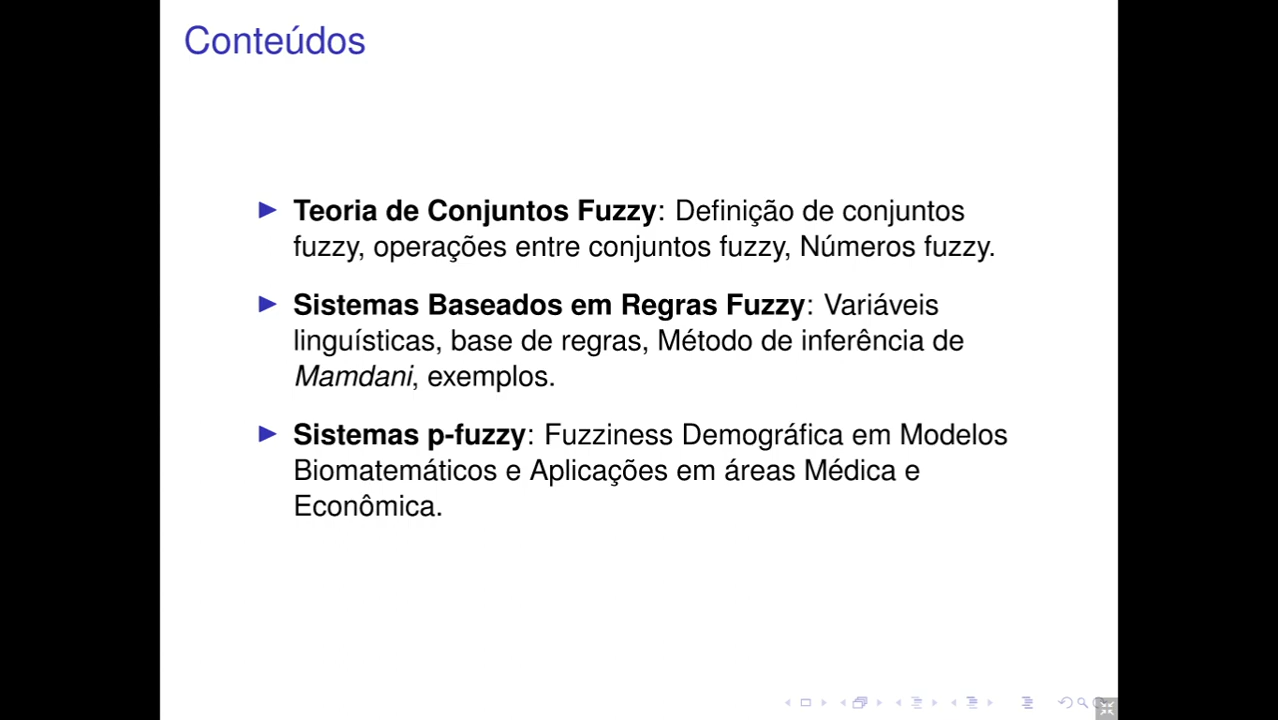 Conteúdos
Teoria de Conjuntos Fuzzy: Definição de conjuntos
fuzzy, operações entre conjuntos fuzzy, Números fuzzy.
Sistemas Baseados em Regras Fuzzy: Variáveis
linguísticas, base de regras, Método de inferência de
Mamdani, exemplos.
Sistemas p-fuzzy: Fuzziness Demográfica em Modelos
Biomatemáticos e Aplicações em áreas Médica e
Econômica.